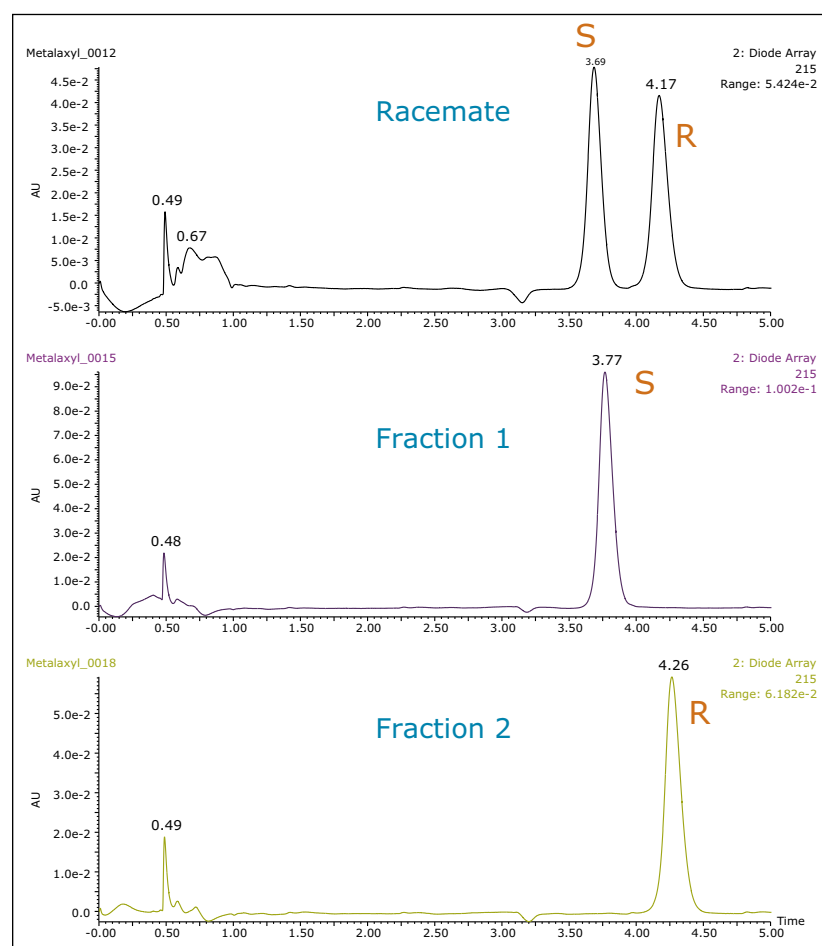 S
Metalaxyl_0012
2: Diode Array
215
Range: 5.424e-2
3.69
4.17
Racemate
R
4.5e-2
4.0e-2
3.5e-2
3.0e-2
2.5e-2
2.0e-2
1.5e-2
1.0e-2
5.0e-3
0.0
-5.0e-3
AU
0.49
0.67
-0.00 0.50 1.00 1.50 2.00 2.50 3.00 3.50 4.00 4.50 5.00
Metalaxyl_0015
2: Diode Array
215
Range: 1.002e-1
3.77
S
Fraction 1
9.0e-2
8.0e-2
7.0e-2
6.0e-2
5.0e-2
4.0e-2
3.0e-2
2.0e-2
1.0e-2
0.0
AU
0.48
-0.00 0.50 1.00 1.50 2.00 2.50 3.00 3.50 4.00 4.50 5.00
Metalaxyl_0018
2: Diode Array
215
Range: 6.182e-2
4.26
R
Fraction 2
5.0e-2
4.0e-2
3.0e-2
2.0e-2
1.0e-2
0.0
AU
0.49
Time
-0.00 0.50 1.00 1.50 2.00 2.50 3.00 3.50 4.00 4.50 5.00